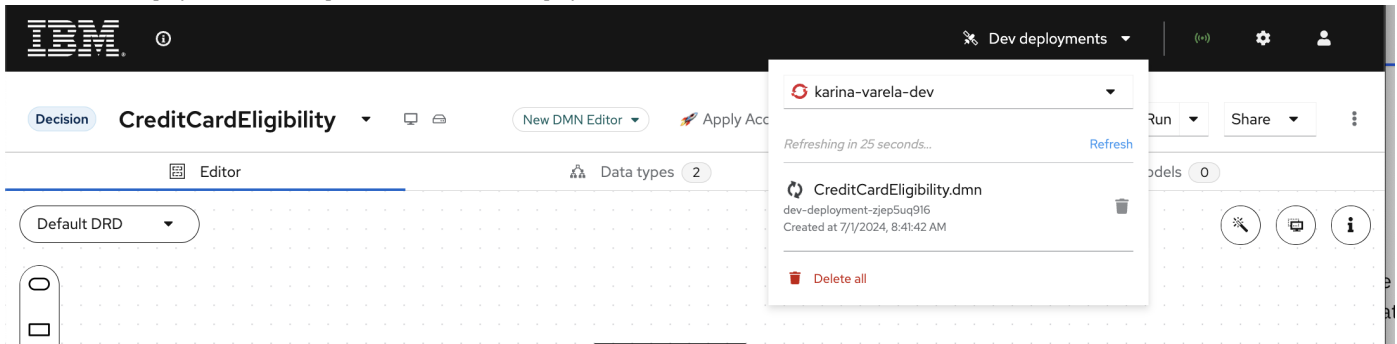 IBM
Dev deployments
karina-varela-dev
Decision CreditCardEligibility New DMN Editor Apply Acc Run Share
Refreshing in 25 seconds... Refresh
Editor Data types 2 odels 0
CreditCardEligibility.dmn
dev-deployment-zjep5uq916
Created at 7/1/2024, 8:41:42 AM
Default DRD
Delete all